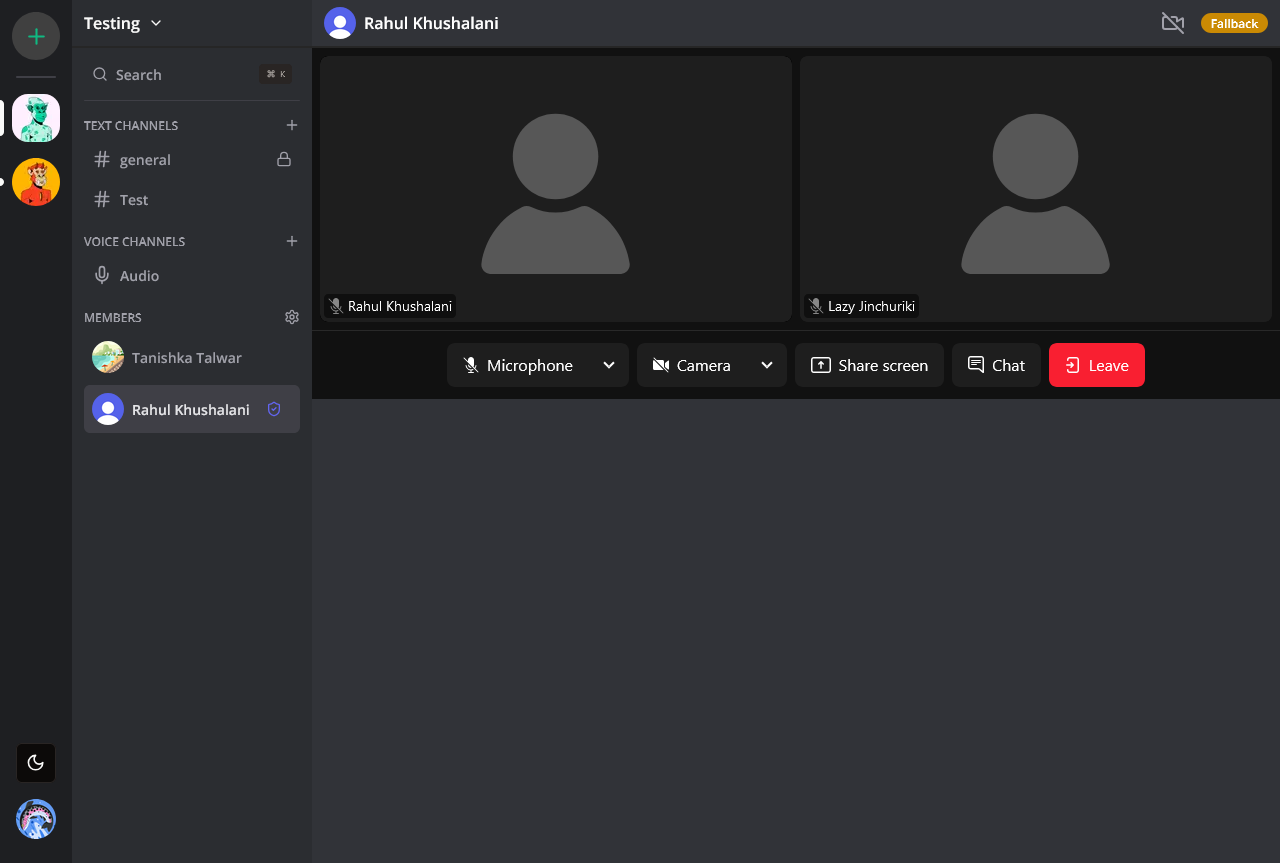 Testing
Search
⌘ K
TEXT CHANNELS
general
Test
VOICE CHANNELS
Audio
MEMBERS
Tanishka Talwar
Rahul Khushalani
Rahul Khushalani
Fallback
Rahul Khushalani
Lazy Jinchuriki
Microphone
Camera
Share screen
Chat
Leave